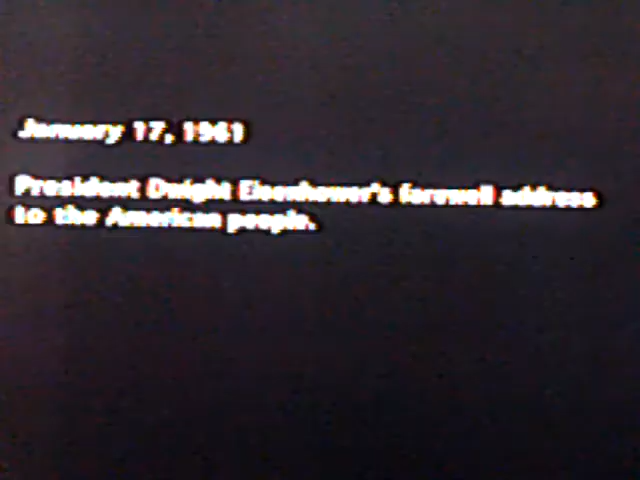 January 17, 1961
President Dwight Eisenhower's farewell address
to the American people.